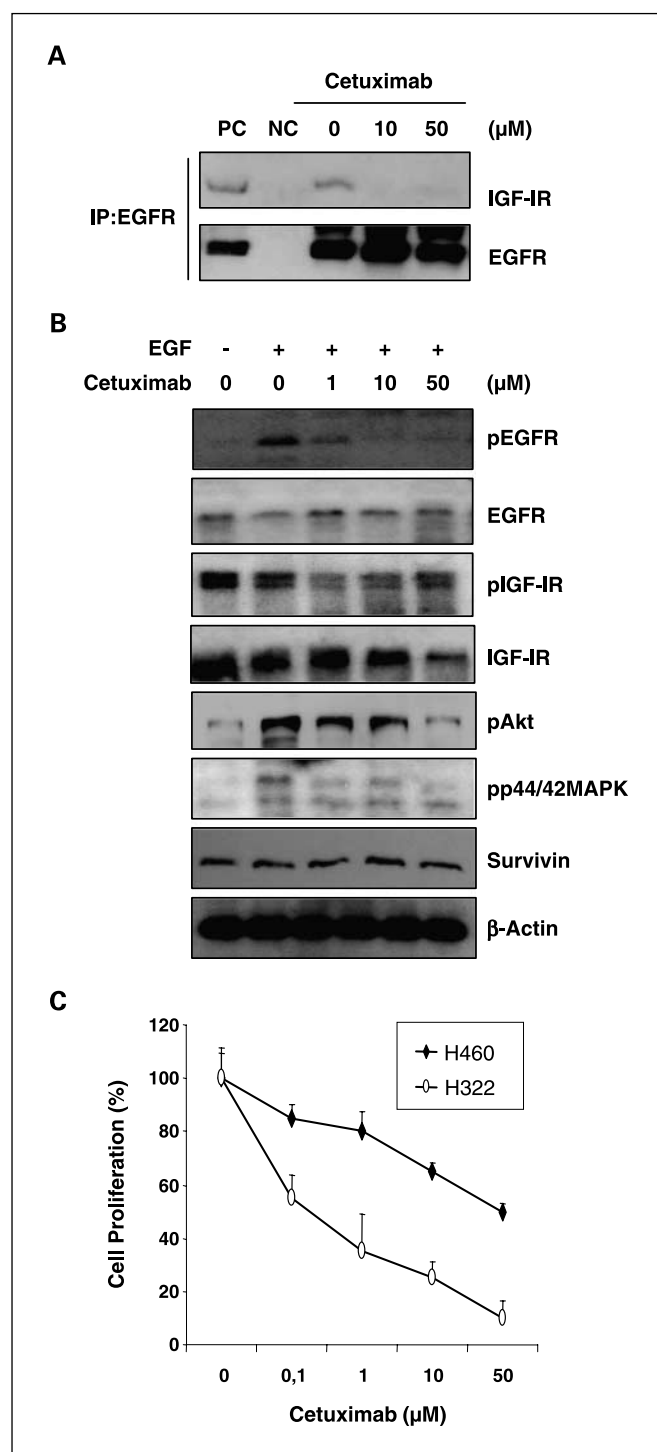 A
Cetuximab
PC NC 0 10 50 (µM)
IP:EGFR
IGF-IR
EGFR
B
EGF - + + + +
Cetuximab 0 0 1 10 50 (µM)
pEGFR
EGFR
pIGF-IR
IGF-IR
pAkt
pp44/42MAPK
Survivin
β-Actin
C
120
100
80
60
40
20
0
Cell Proliferation (%)
H460
H322
0 0,1 1 10 50
Cetuximab (µM)